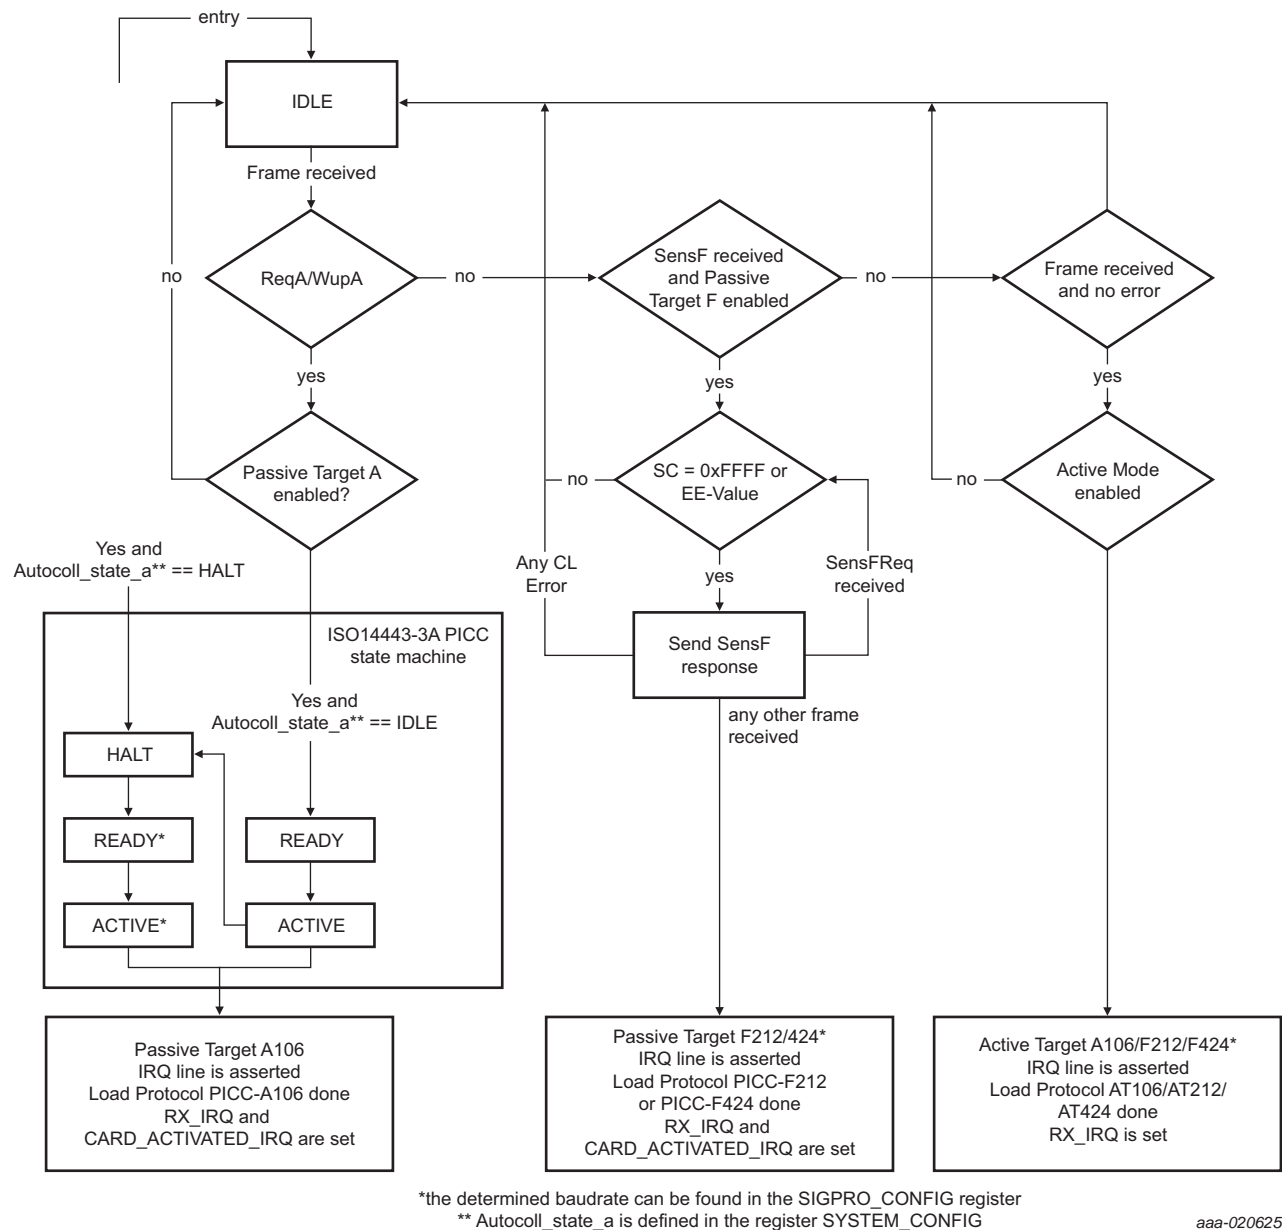 entry
IDLE
Frame received
no
ReqA/WupA
no
SensF received
and Passive
Target F enabled
no
Frame received
and no error
yes
yes
yes
Passive Target A
enabled?
no
SC = 0xFFFF or
EE-Value
no
Active Mode
enabled
Yes and
Autocoll_state_a** == HALT
Any CL
Error
yes
SensFReq
received
ISO14443-3A PICC
state machine
Send SensF
response
Yes and
Autocoll_state_a** == IDLE
any other frame
received
HALT
READY*
READY
ACTIVE*
ACTIVE
Passive Target A106
IRQ line is asserted
Load Protocol PICC-A106 done
RX_IRQ and
CARD_ACTIVATED_IRQ are set
Passive Target F212/424*
IRQ line is asserted
Load Protocol PICC-F212
or PICC-F424 done
RX_IRQ and
CARD_ACTIVATED_IRQ are set
Active Target A106/F212/F424*
IRQ line is asserted
Load Protocol AT106/AT212/
AT424 done
RX_IRQ is set
*the determined baudrate can be found in the SIGPRO_CONFIG register
** Autocoll_state_a is defined in the register SYSTEM_CONFIG
aaa-020625